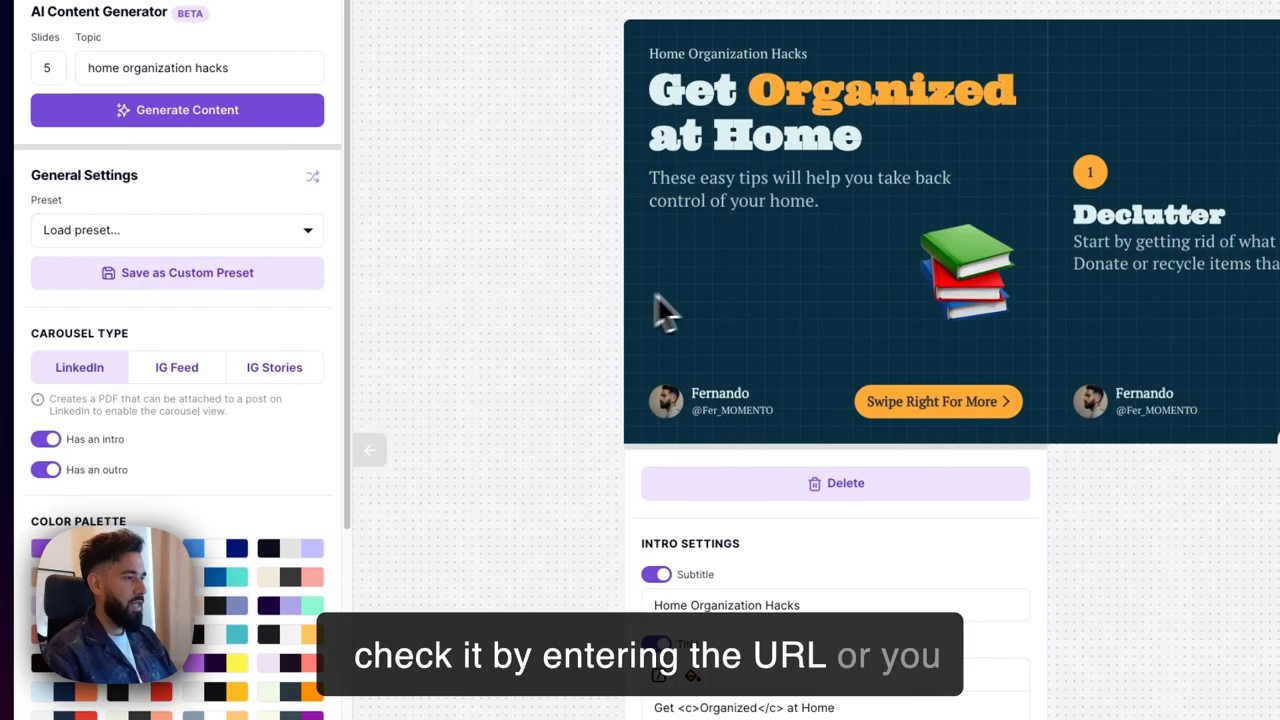 AI Content Generator BETA
Slides Topic
5 home organization hacks
Generate Content
General Settings
Preset
Load preset...
Save as Custom Preset
CAROUSEL TYPE
LinkedIn IG Feed IG Stories
Creates a PDF that can be attached to a post on
LinkedIn to enable the carousel view.
Has an intro
Has an outro
COLOR PALETTE
Home Organization Hacks
Get Organized
at Home
These easy tips will help you take back
control of your home.
Fernando
@Fer_MOMENTO
Swipe Right For More
1
Declutter
Start by getting rid of what
Donate or recycle items tha
Fernando
@Fer_MOMENTO
Delete
INTRO SETTINGS
Subtitle
Home Organization Hacks
check it by entering the URL or you
Get <c>Organized</c> at Home